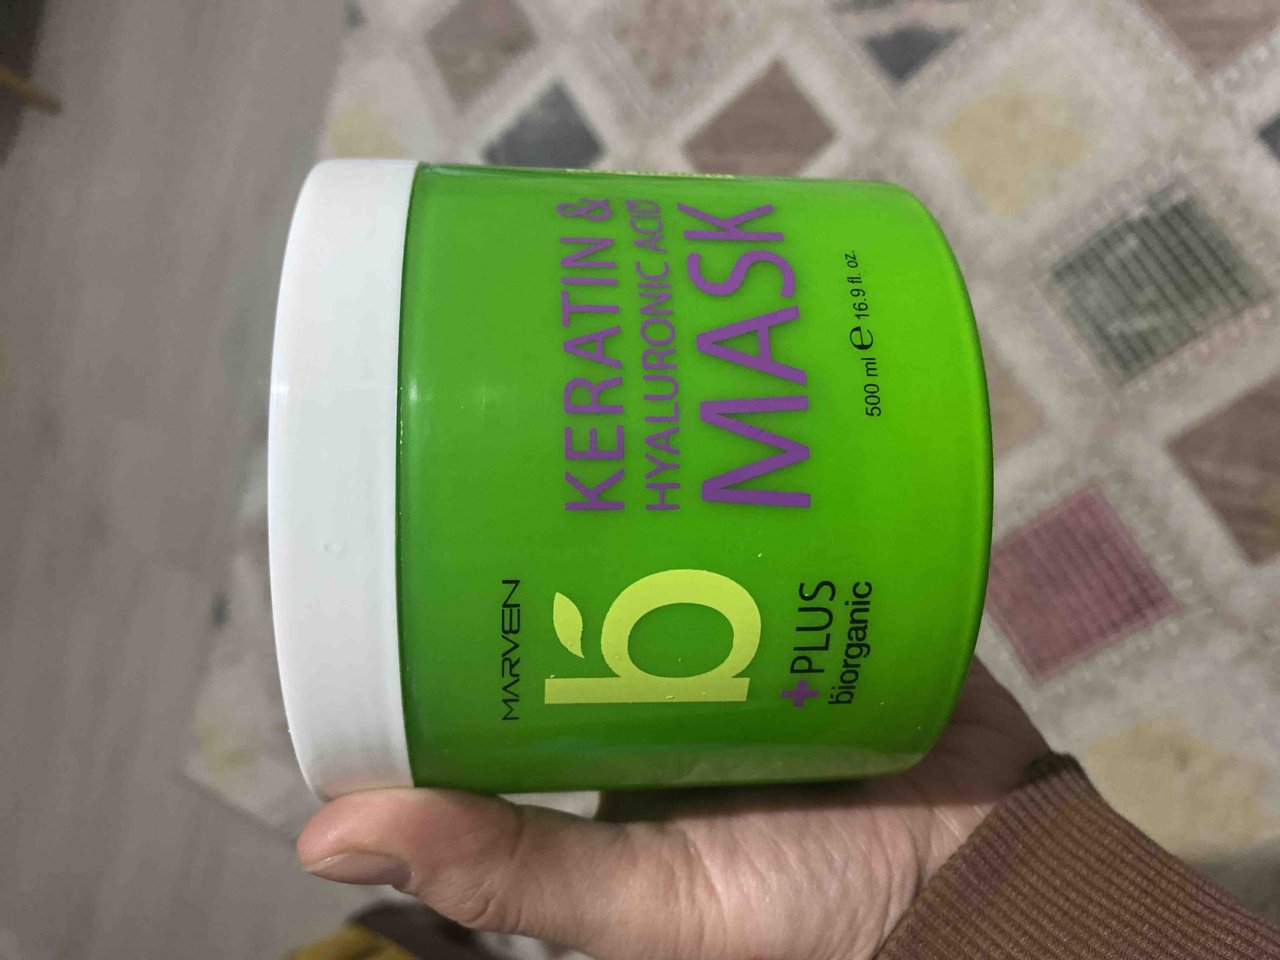 MARVEN
b
+PLUS
biorganic
KERATIN &
HYALURONIC ACID
MASK
500 ml e 16.9 fl. oz.